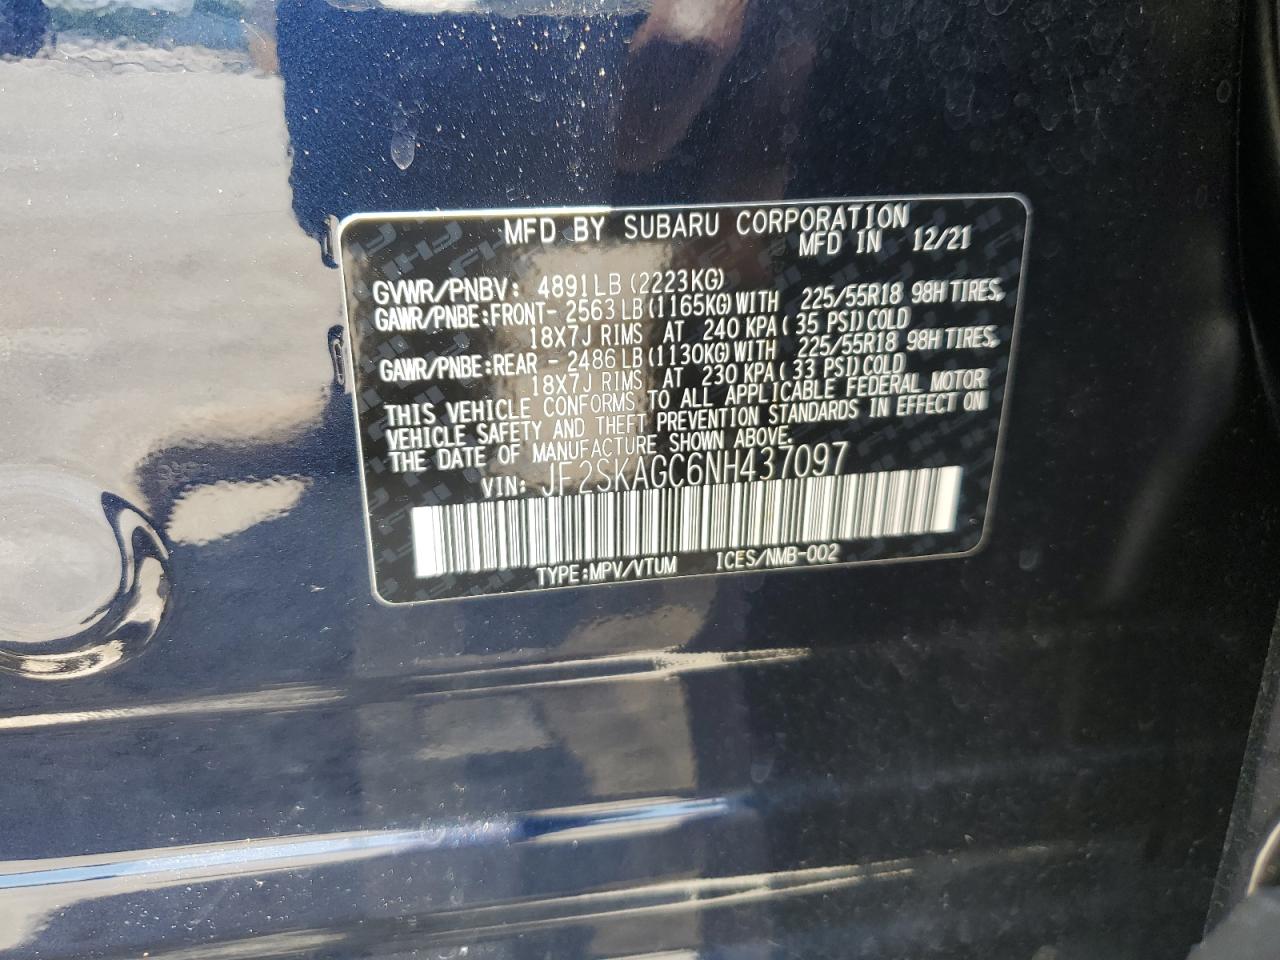 MFD BY SUBARU CORPORATION
MFD IN 12/21
GVWR/PNBV: 4891LB (2223KG)
GAWR/PNBE:FRONT- 2563LB (1165KG) WITH 225/55R18 98H TIRES,
18X7J RIMS AT 240 KPA ( 35 PSI) COLD
GAWR/PNBE:REAR - 2486LB (1130KG) WITH 225/55R18 98H TIRES,
18X7J RIMS AT 230 KPA ( 33 PSI) COLD
THIS VEHICLE CONFORMS TO ALL APPLICABLE FEDERAL MOTOR
VEHICLE SAFETY AND THEFT PREVENTION STANDARDS IN EFFECT ON
THE DATE OF MANUFACTURE SHOWN ABOVE.
VIN: JF2SKAGC6NH437097
TYPE:MPV/VTUM ICES/NMB-002